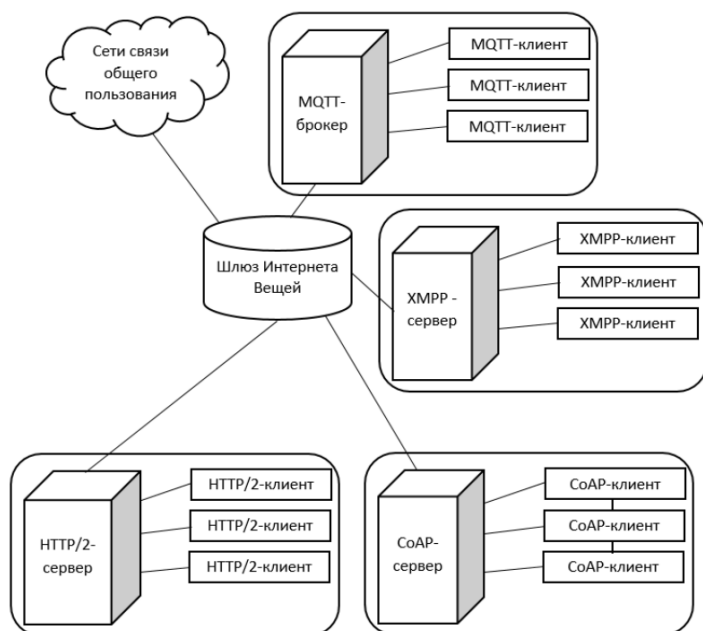 Сети связи
общего
пользования
MQTT-
брокер
MQTT-клиент
MQTT-клиент
MQTT-клиент
Шлюз Интернета
Вещей
XMPP -
сервер
XMPP-клиент
XMPP-клиент
XMPP-клиент
HTTP/2-
сервер
HTTP/2-клиент
HTTP/2-клиент
HTTP/2-клиент
CoAP-
сервер
CoAP-клиент
CoAP-клиент
CoAP-клиент